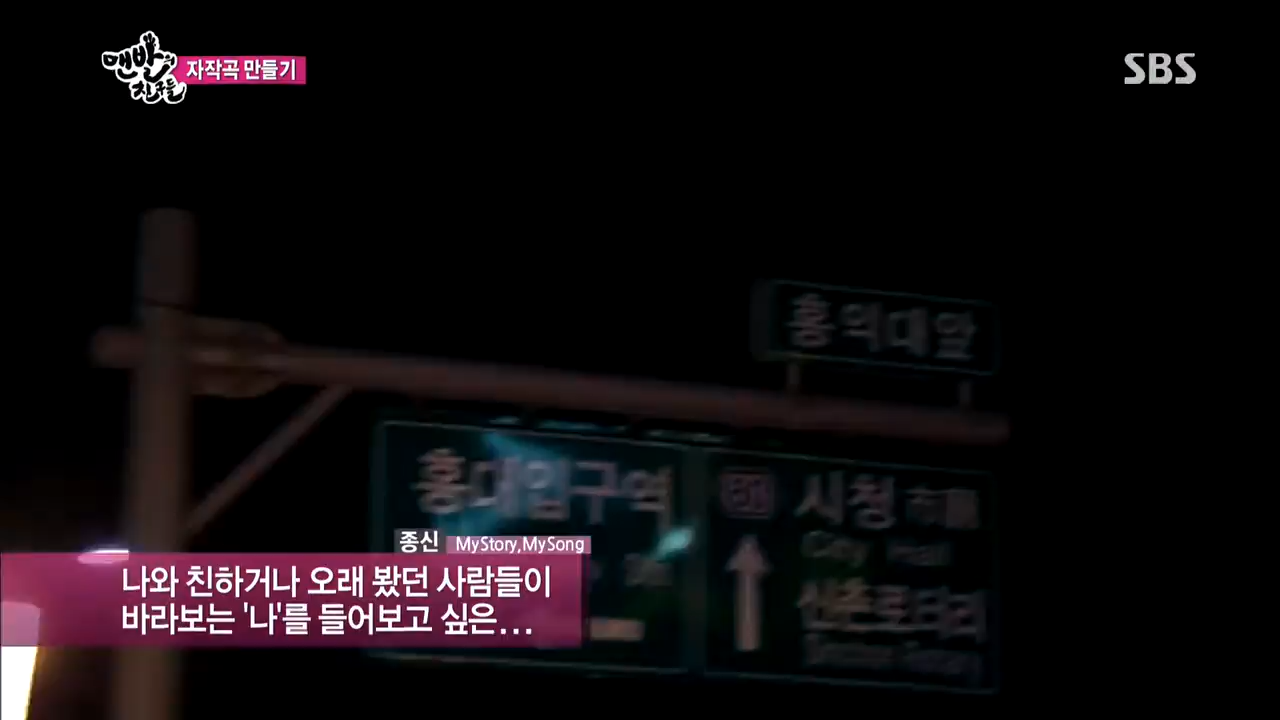 맨발의
친구들
자작곡 만들기
SBS
홍익대앞
홍대입구역
시청
City Hall
신촌로터리
종신 MyStory,MySong
나와 친하거나 오래 봤던 사람들이
바라보는 '나'를 들어보고 싶은...